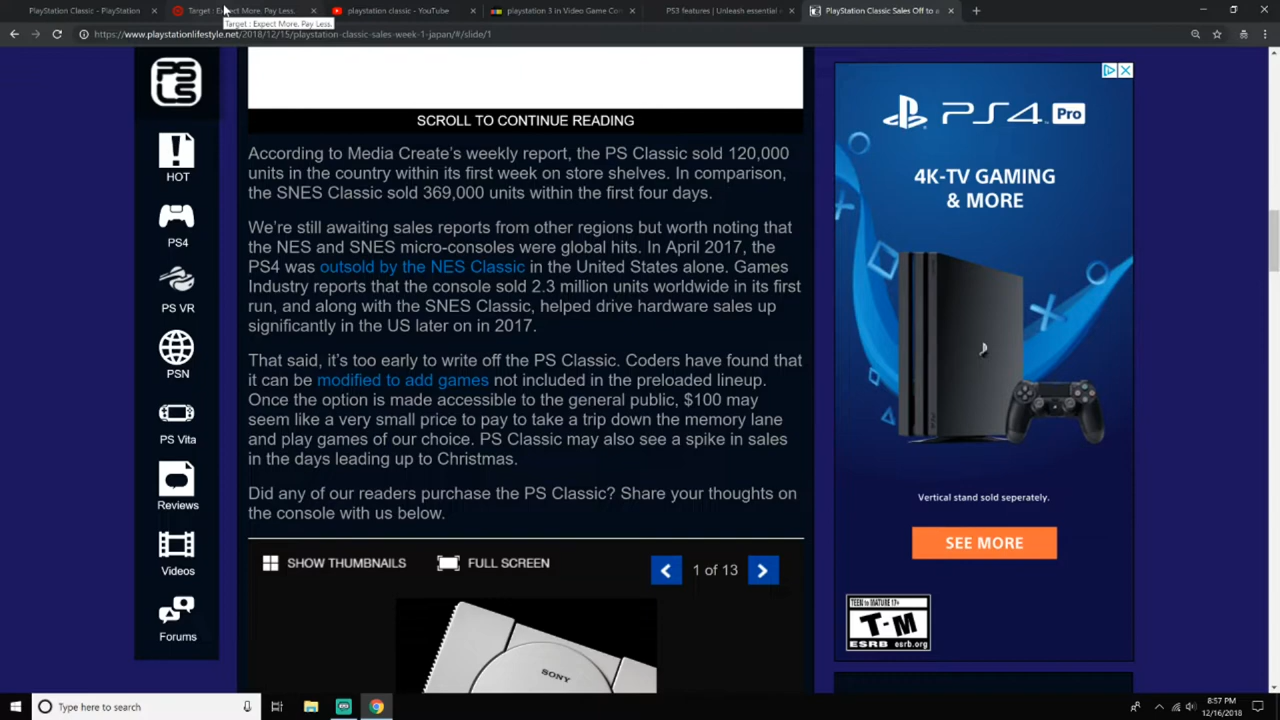 PlayStation Classic - PlayStation
Target : Expect More. Pay Less.
playstation classic - YouTube
playstation 3 in Video Game Con
PS3 features | Unleash essential e
PlayStation Classic Sales Off to a
Target : Expect More. Pay Less.
https://www.playstationlifestyle.net/2018/12/15/playstation-classic-sales-week-1-japan/#/slide/1
PS
LS
HOT
PS4
PS VR
PSN
PS Vita
Reviews
Videos
Forums
SCROLL TO CONTINUE READING
According to Media Create’s weekly report, the PS Classic sold 120,000
units in the country within its first week on store shelves. In comparison,
the SNES Classic sold 369,000 units within the first four days.
We’re still awaiting sales reports from other regions but worth noting that
the NES and SNES micro-consoles were global hits. In April 2017, the
PS4 was outsold by the NES Classic in the United States alone. Games
Industry reports that the console sold 2.3 million units worldwide in its first
run, and along with the SNES Classic, helped drive hardware sales up
significantly in the US later on in 2017.
That said, it’s too early to write off the PS Classic. Coders have found that
it can be modified to add games not included in the preloaded lineup.
Once the option is made accessible to the general public, $100 may
seem like a very small price to pay to take a trip down the memory lane
and play games of our choice. PS Classic may also see a spike in sales
in the days leading up to Christmas.
Did any of our readers purchase the PS Classic? Share your thoughts on
the console with us below.
SHOW THUMBNAILS
FULL SCREEN
1 of 13
SONY
PS4 Pro
4K-TV GAMING
& MORE
Vertical stand sold seperately.
SEE MORE
TEEN to MATURE 17+
T-M
ESRB esrb.org
Type here to search
8:57 PM
12/16/2018